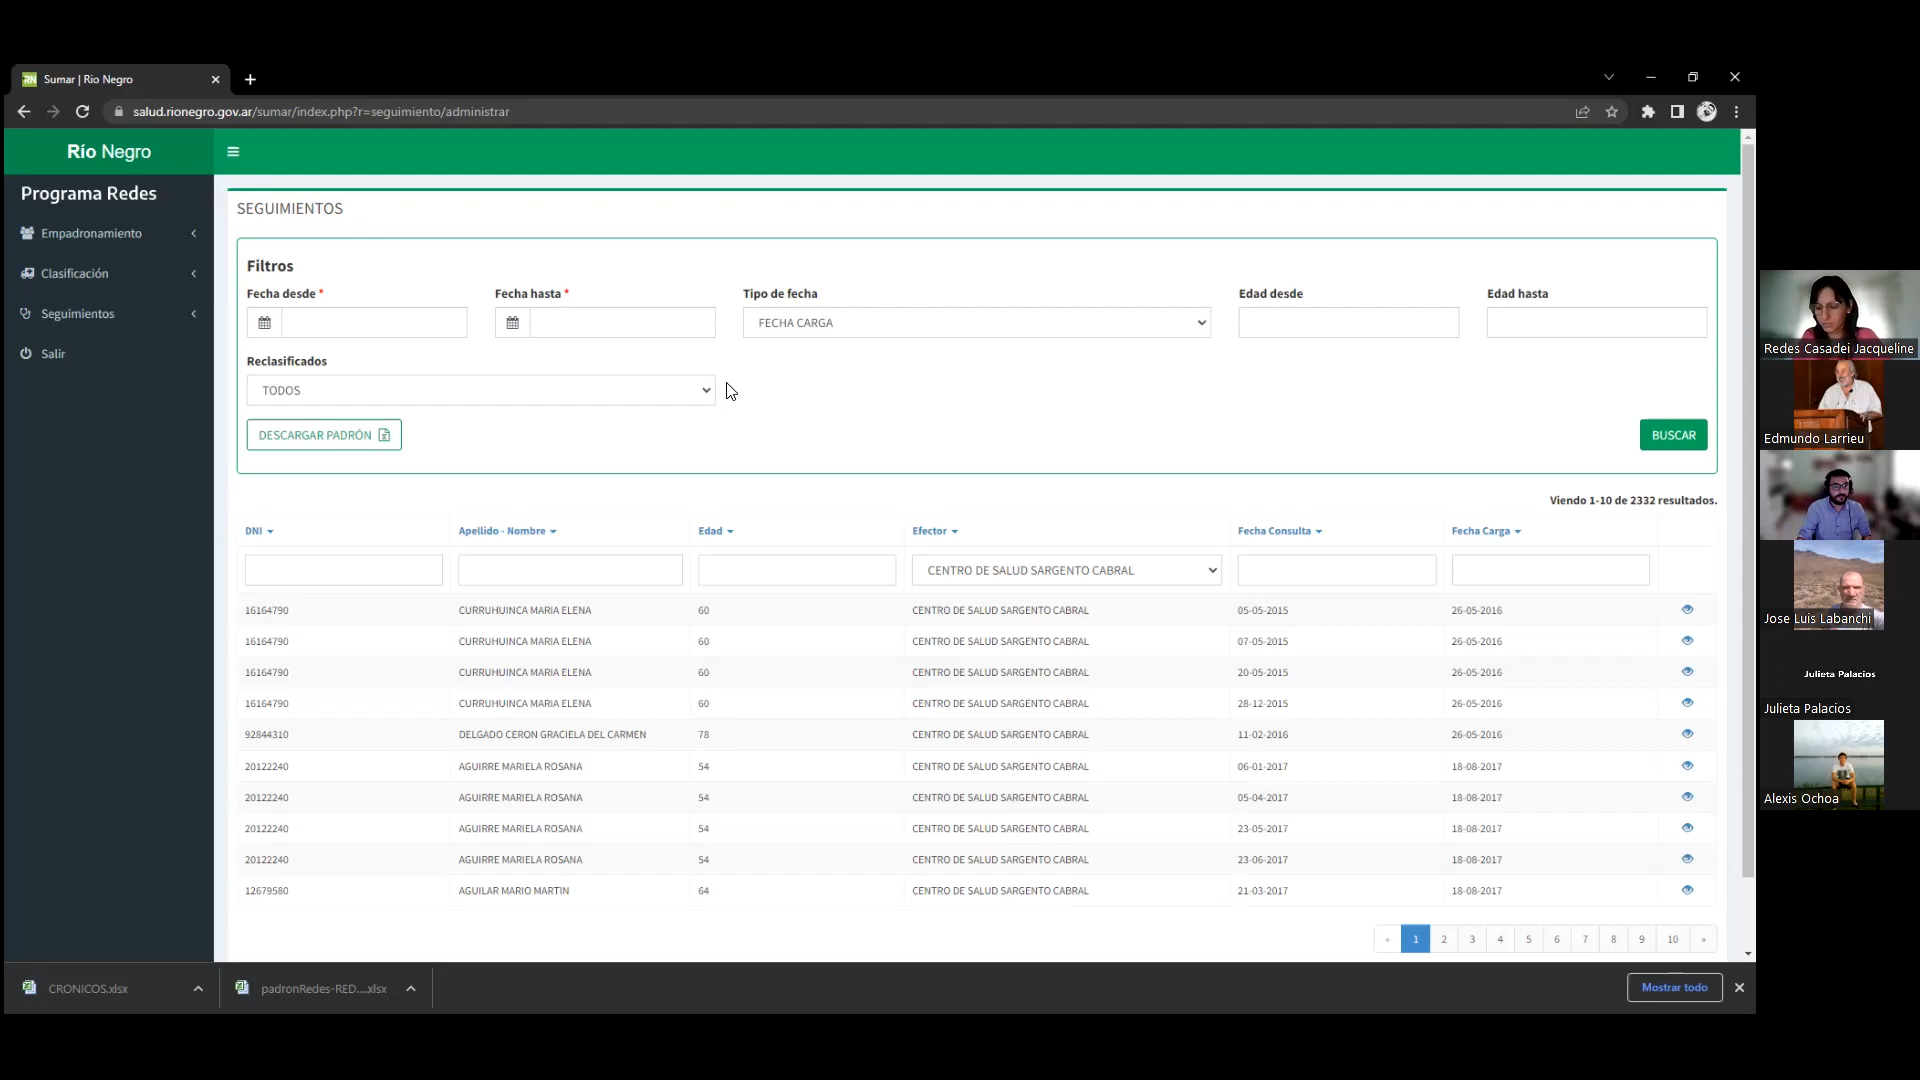 Sumar | Rio Negro
salud.rionegro.gov.ar/sumar/index.php?r=seguimiento/administrar
Río Negro
Programa Redes
Empadronamiento
Clasificación
Seguimientos
Salir
SEGUIMIENTOS
Filtros
Fecha desde * Fecha hasta * Tipo de fecha Edad desde Edad hasta
FECHA CARGA
Reclasificados
TODOS
DESCARGAR PADRÓN BUSCAR
Viendo 1-10 de 2332 resultados.
DNI Apellido - Nombre Edad Efector Fecha Consulta Fecha Carga
CENTRO DE SALUD SARGENTO CABRAL
16164790 CURRUHUINCA MARIA ELENA 60 CENTRO DE SALUD SARGENTO CABRAL 05-05-2015 26-05-2016
16164790 CURRUHUINCA MARIA ELENA 60 CENTRO DE SALUD SARGENTO CABRAL 07-05-2015 26-05-2016
16164790 CURRUHUINCA MARIA ELENA 60 CENTRO DE SALUD SARGENTO CABRAL 20-05-2015 26-05-2016
16164790 CURRUHUINCA MARIA ELENA 60 CENTRO DE SALUD SARGENTO CABRAL 28-12-2015 26-05-2016
92844310 DELGADO CERON GRACIELA DEL CARMEN 78 CENTRO DE SALUD SARGENTO CABRAL 11-02-2016 26-05-2016
20122240 AGUIRRE MARIELA ROSANA 54 CENTRO DE SALUD SARGENTO CABRAL 06-01-2017 18-08-2017
20122240 AGUIRRE MARIELA ROSANA 54 CENTRO DE SALUD SARGENTO CABRAL 05-04-2017 18-08-2017
20122240 AGUIRRE MARIELA ROSANA 54 CENTRO DE SALUD SARGENTO CABRAL 23-05-2017 18-08-2017
20122240 AGUIRRE MARIELA ROSANA 54 CENTRO DE SALUD SARGENTO CABRAL 23-06-2017 18-08-2017
12679580 AGUILAR MARIO MARTIN 64 CENTRO DE SALUD SARGENTO CABRAL 21-03-2017 18-08-2017
« 1 2 3 4 5 6 7 8 9 10 »
CRONICOS.xlsx padronRedes-RED....xlsx Mostrar todo
Redes Casadei Jacqueline
Edmundo Larrieu
Jose Luis Labanchi
Julieta Palacios
Julieta Palacios
Alexis Ochoa